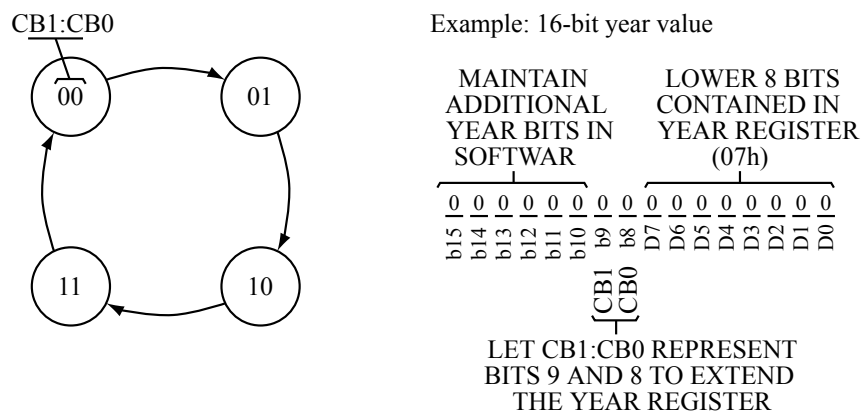 CB1:CB0
00
01
11
10
Example: 16-bit year value
MAINTAIN
ADDITIONAL
YEAR BITS IN
SOFTWAR
LOWER 8 BITS
CONTAINED IN
YEAR REGISTER
(07h)
0 0 0 0 0 0 0 0 0 0 0 0 0 0 0 0
b15 b14 b13 b12 b11 b10 b9 b8 D7 D6 D5 D4 D3 D2 D1 D0
CB1 CB0
LET CB1:CB0 REPRESENT
BITS 9 AND 8 TO EXTEND
THE YEAR REGISTER